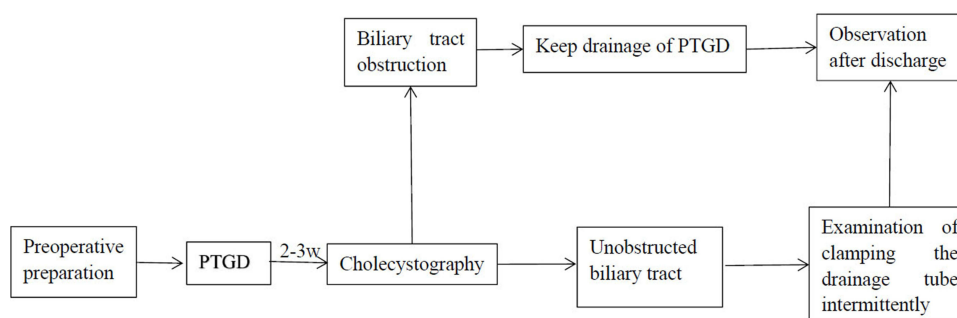 Biliary tract
obstruction
Keep drainage of PTGD
Observation
after discharge
Preoperative
preparation
PTGD
2-3w
Cholecystography
Unobstructed
biliary tract
Examination of
clamping the
drainage tube
intermittently